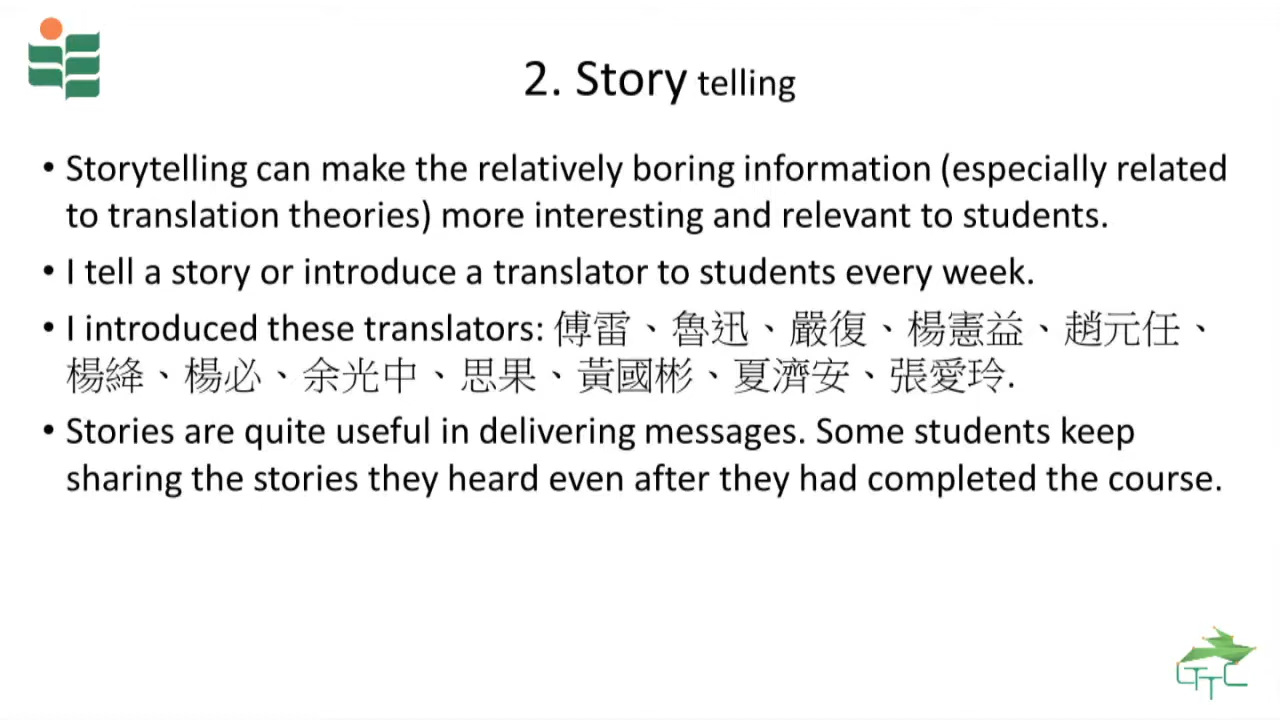 2. Story telling
• Storytelling can make the relatively boring information (especially related
to translation theories) more interesting and relevant to students.
• I tell a story or introduce a translator to students every week.
• I introduced these translators: 傅雷、魯迅、嚴復、楊憲益、趙元任、
楊絳、楊必、余光中、思果、黃國彬、夏濟安、張愛玲.
• Stories are quite useful in delivering messages. Some students keep
sharing the stories they heard even after they had completed the course.
CTTC